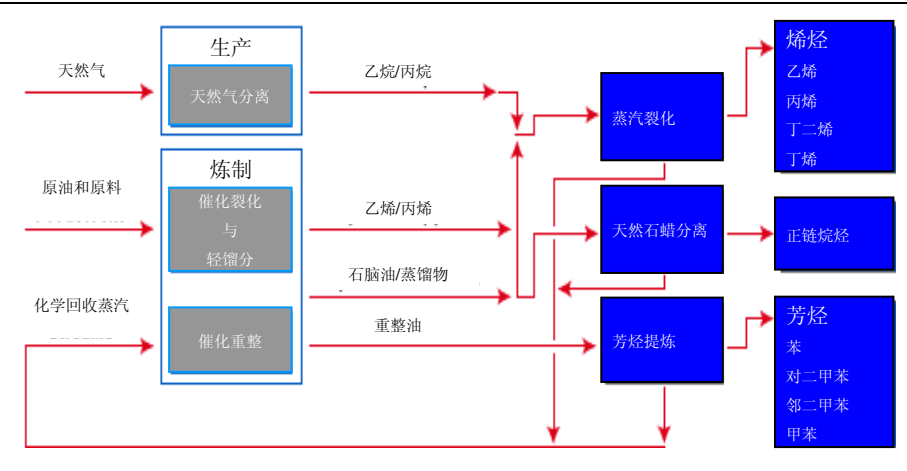 生产
天然气
天然气分离
乙烷/丙烷
炼制
原油和原料
催化裂化
与
轻馏分
乙烯/丙烯
石脑油/蒸馏物
化学回收蒸汽
催化重整
重整油
蒸汽裂化
天然石蜡分离
芳烃提炼
烯烃
乙烯
丙烯
丁二烯
丁烯
正链烷烃
芳烃
苯
对二甲苯
邻二甲苯
甲苯